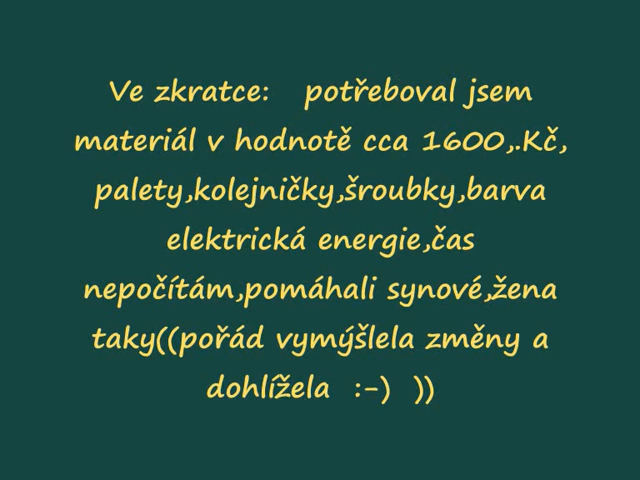 Ve zkratce: potřeboval jsem
materiál v hodnotě cca 1600,.Kč,
palety,kolejničky,šroubky,barva
elektrická energie,čas
nepočítám,pomáhali synové,žena
taky((pořád vymýšlela změny a
dohlížela :-) ))